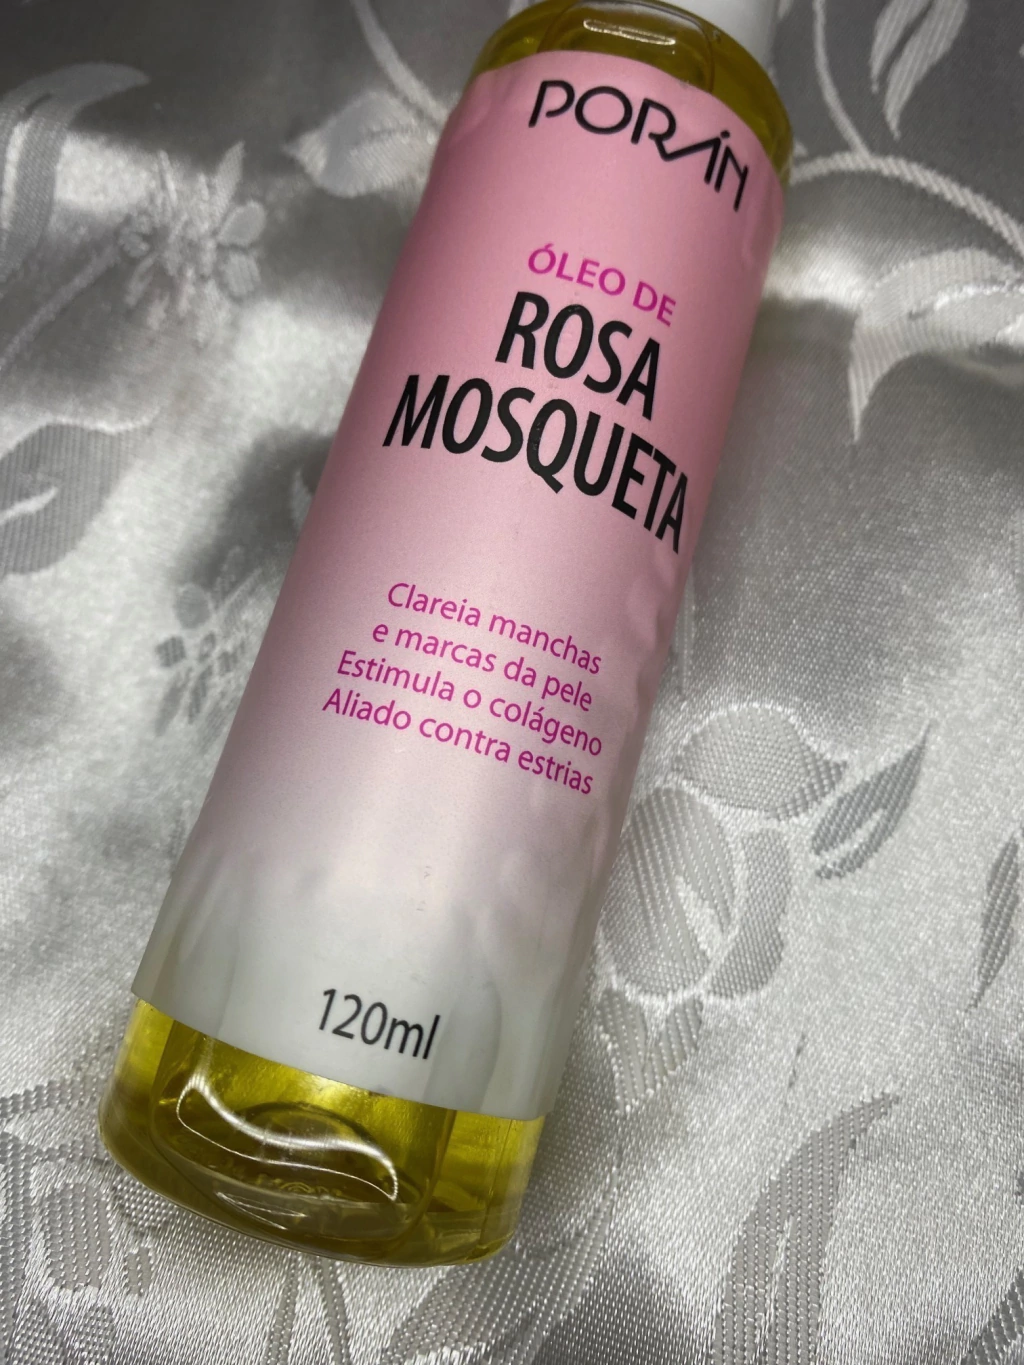 PORÁN
ÓLEO DE
ROSA
MOSQUETA
Clareia manchas
e marcas da pele
Estimula o colágeno
Aliado contra estrias
120ml